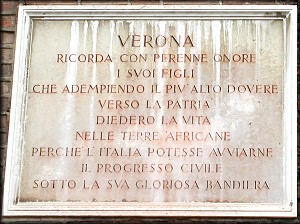 VERONA
RICORDA CON PERENNE ONORE
I SVOI FIGLI
CHE ADEMPIENDO IL PIV' ALTO DOVERE
VERSO LA PATRIA
DIEDERO LA VITA
NELLE TERRE AFRICANE
PERCHE' L'ITALIA POTESSE AVVIARNE
IL PROGRESSO CIVILE
SOTTO LA SVA GLORIOSA BANDIERA